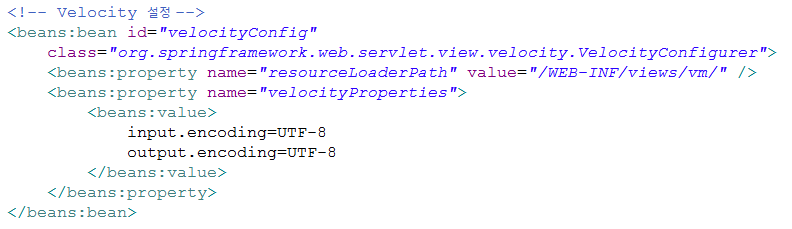 <!-- Velocity 설정 -->
<beans:bean id="velocityConfig"
    class="org.springframework.web.servlet.view.velocity.VelocityConfigurer">
    <beans:property name="resourceLoaderPath" value="/WEB-INF/views/vm/" />
    <beans:property name="velocityProperties">
        <beans:value>
            input.encoding=UTF-8
            output.encoding=UTF-8
        </beans:value>
    </beans:property>
</beans:bean>